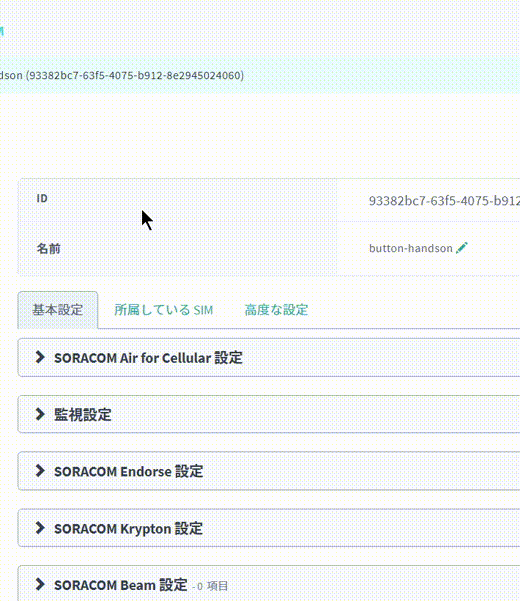 dson (93382bc7-63f5-4075-b912-8e2945024060)
ID 93382bc7-63f5-4075-b912
名前 button-handson
基本設定 所属している SIM 高度な設定
SORACOM Air for Cellular 設定
監視設定
SORACOM Endorse 設定
SORACOM Krypton 設定
SORACOM Beam 設定 - 0 項目